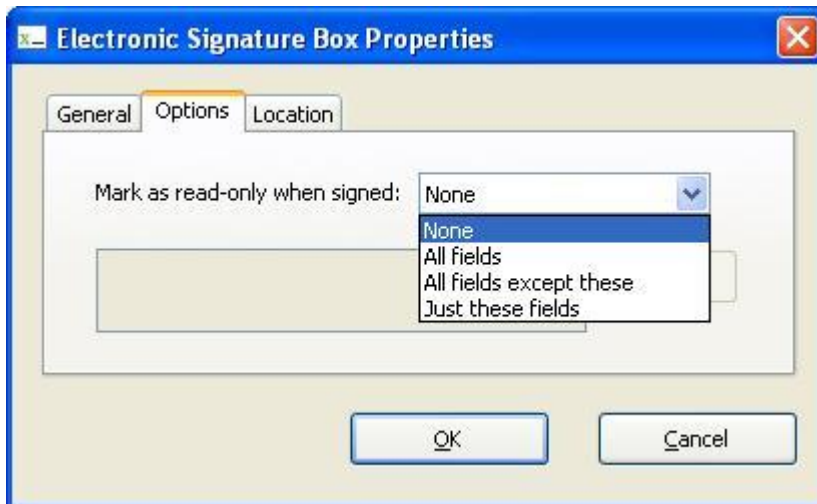 Electronic Signature Box Properties
General Options Location
Mark as read-only when signed: None
None
All fields
All fields except these
Just these fields
OK Cancel